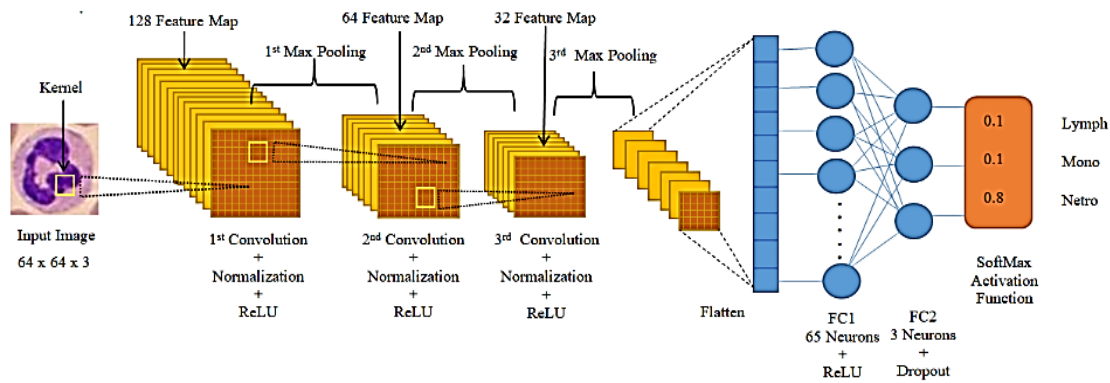 128 Feature Map
64 Feature Map
32 Feature Map
1st Max Pooling
2nd Max Pooling
3rd Max Pooling
Kernel
Input Image
64 x 64 x 3
1st Convolution
+
Normalization
+
ReLU
2nd Convolution
+
Normalization
+
ReLU
3rd Convolution
+
Normalization
+
ReLU
Flatten
FC1
65 Neurons
+
ReLU
FC2
3 Neurons
+
Dropout
0.1
0.1
0.8
Lymph
Mono
Netro
SoftMax
Activation
Function